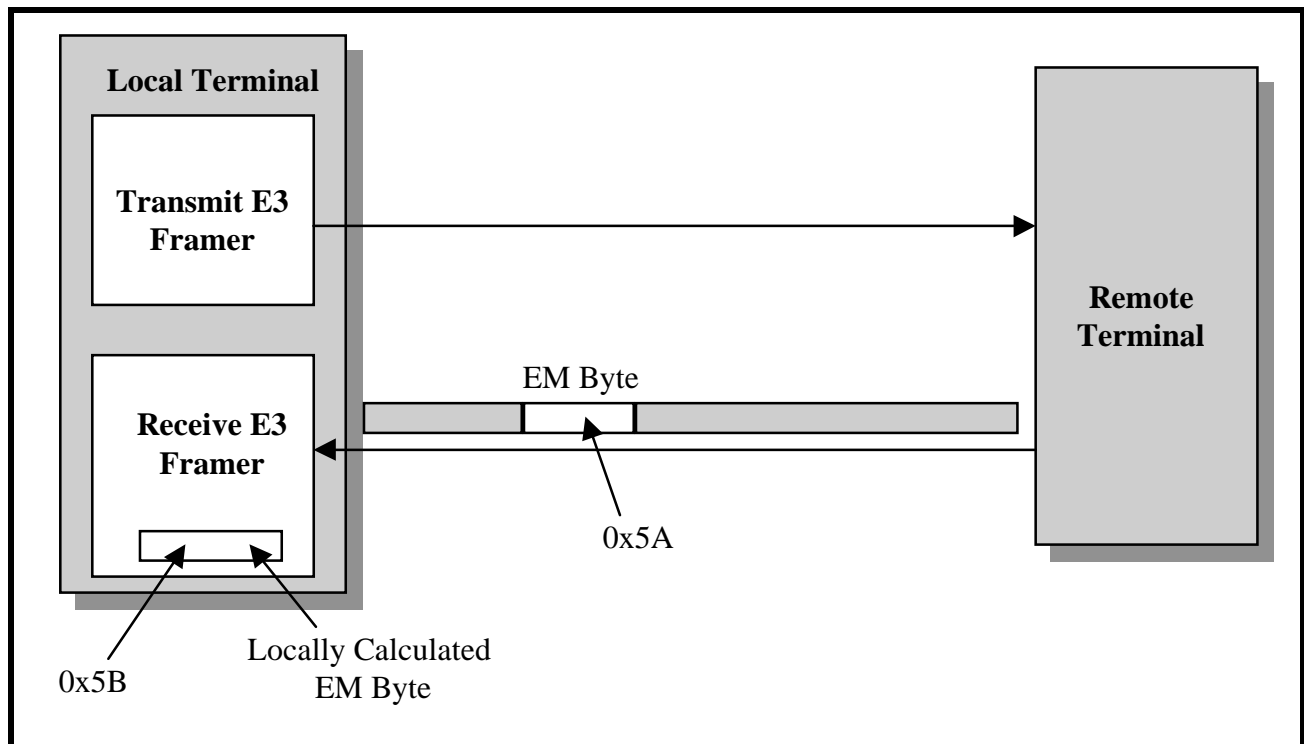 Local Terminal
Transmit E3
Framer
Remote
Terminal
EM Byte
Receive E3
Framer
0x5A
Locally Calculated
EM Byte
0x5B